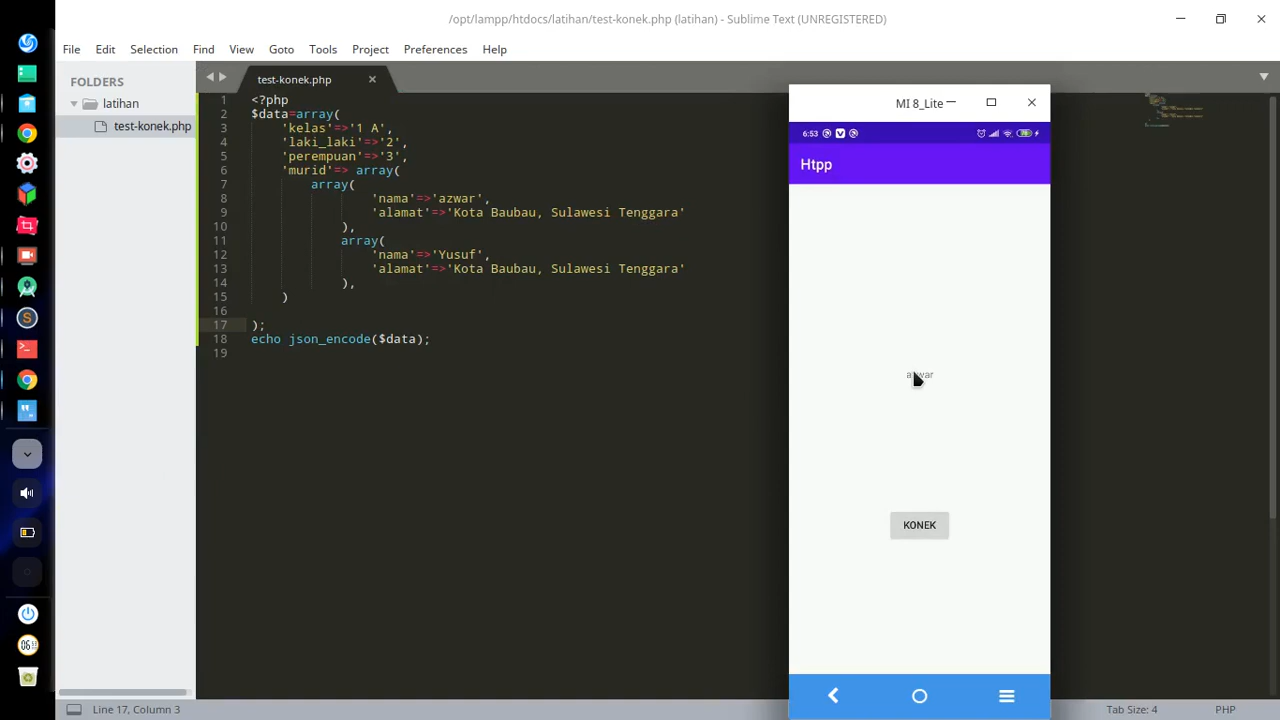 /opt/lampp/htdocs/latihan/test-konek.php (latihan) - Sublime Text (UNREGISTERED)
File Edit Selection Find View Goto Tools Project Preferences Help
FOLDERS
latihan
test-konek.php
test-konek.php
1 <?php
2 $data=array(
3 'kelas'=>'1 A',
4 'laki_laki'=>'2',
5 'perempuan'=>'3',
6 'murid'=> array(
7 array(
8 'nama'=>'azwar',
9 'alamat'=>'Kota Baubau, Sulawesi Tenggara'
10 ),
11 array(
12 'nama'=>'Yusuf',
13 'alamat'=>'Kota Baubau, Sulawesi Tenggara'
14 ),
15 )
16
17 );
18 echo json_encode($data);
19
MI 8_Lite
6:53
Htpp
KONEK
Line 17, Column 3
Tab Size: 4
PHP